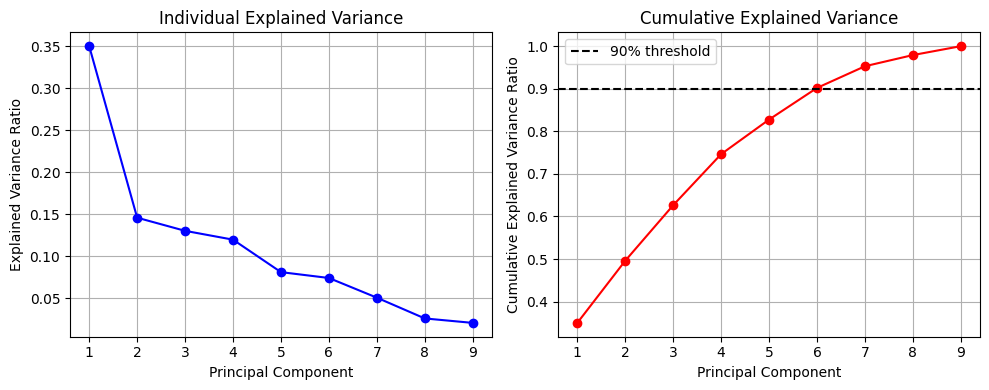 Individual Explained Variance
0.35
0.30
0.25
0.20
0.15
0.10
0.05
Explained Variance Ratio
1 2 3 4 5 6 7 8 9
Principal Component
Cumulative Explained Variance
90% threshold
1.0
0.9
0.8
0.7
0.6
0.5
0.4
Cumulative Explained Variance Ratio
1 2 3 4 5 6 7 8 9
Principal Component